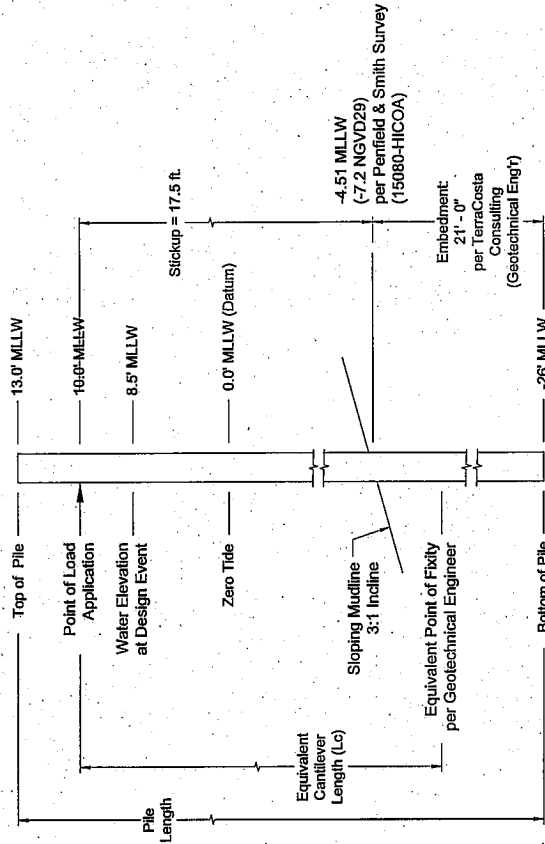 Top of Pile
13.0' MLLW
Point of Load
Application
10.0' MLLW
Water Elevation
at Design Event
8.5' MLLW
Zero Tide
0.0' MLLW (Datum)
Stickup = 17.5 ft.
-4.51 MLLW
(-7.2 NGVD29)
per Penfield & Smith Survey
(15080-HICOA)
Sloping Mudline
3:1 Incline
Equivalent Point of Fixity
per Geotechnical Engineer
Embedment:
21' - 0"
per TerraCosta
Consulting
(Geotechnical Eng'r)
Bottom of Pile
-26' MLLW
Equivalent
Cantilever
Length (Lc)
Pile
Length